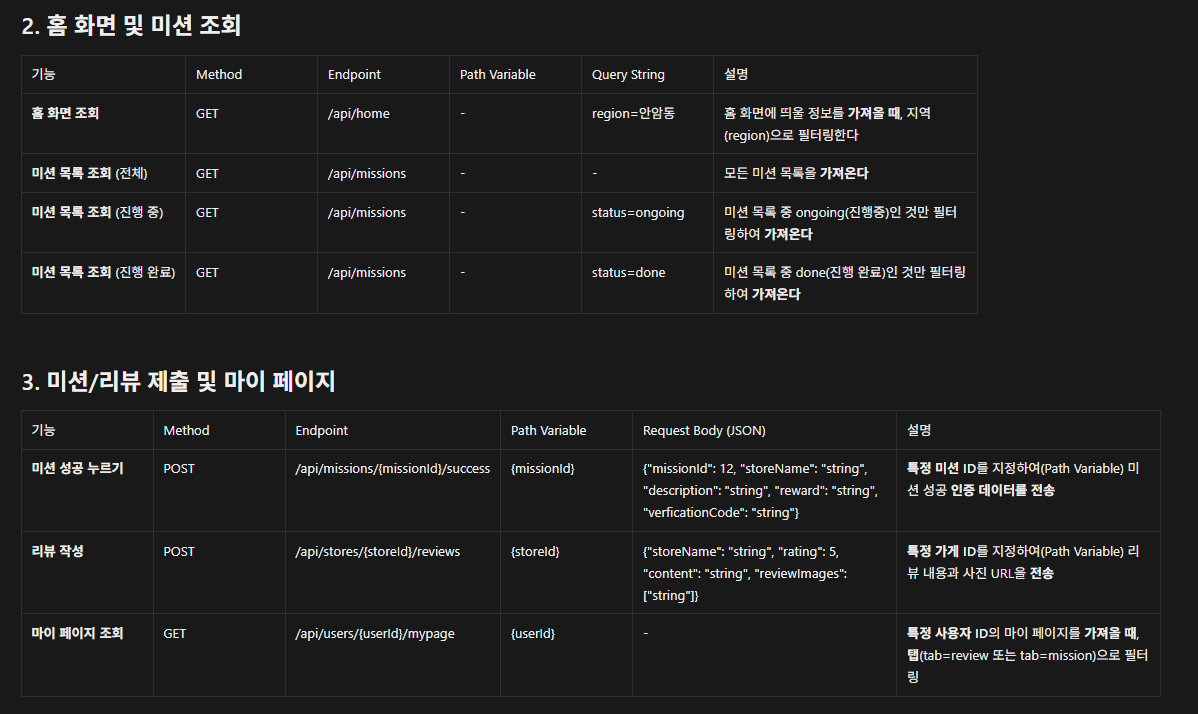 2. 홈 화면 및 미션 조회
기능 Method Endpoint Path Variable Query String 설명
홈 화면 조회 GET /api/home - region=안암동 홈 화면에 띄울 정보를 가져올 때, 지역
(region)으로 필터링한다
미션 목록 조회 (전체) GET /api/missions - - 모든 미션 목록을 가져온다
미션 목록 조회 (진행 중) GET /api/missions - status=ongoing 미션 목록 중 ongoing(진행중)인 것만 필터
링하여 가져온다
미션 목록 조회 (진행 완료) GET /api/missions - status=done 미션 목록 중 done(진행 완료)인 것만 필터링
하여 가져온다
3. 미션/리뷰 제출 및 마이 페이지
기능 Method Endpoint Path Variable Request Body (JSON) 설명
미션 성공 누르기 POST /api/missions/{missionId}/success {missionId} {"missionId": 12, "storeName": "string", 특정 미션 ID를 지정하여(Path Variable) 미
"description": "string", "reward": "string", 션 성공 인증 데이터를 전송
"verficationCode": "string"}
리뷰 작성 POST /api/stores/{storeId}/reviews {storeId} {"storeName": "string", "rating": 5, 특정 가게 ID를 지정하여(Path Variable) 리
"content": "string", "reviewImages": 뷰 내용과 사진 URL을 전송
["string"]}
마이 페이지 조회 GET /api/users/{userId}/mypage {userId} - 특정 사용자 ID의 마이 페이지를 가져올 때,
탭(tab=review 또는 tab=mission)으로 필터
링